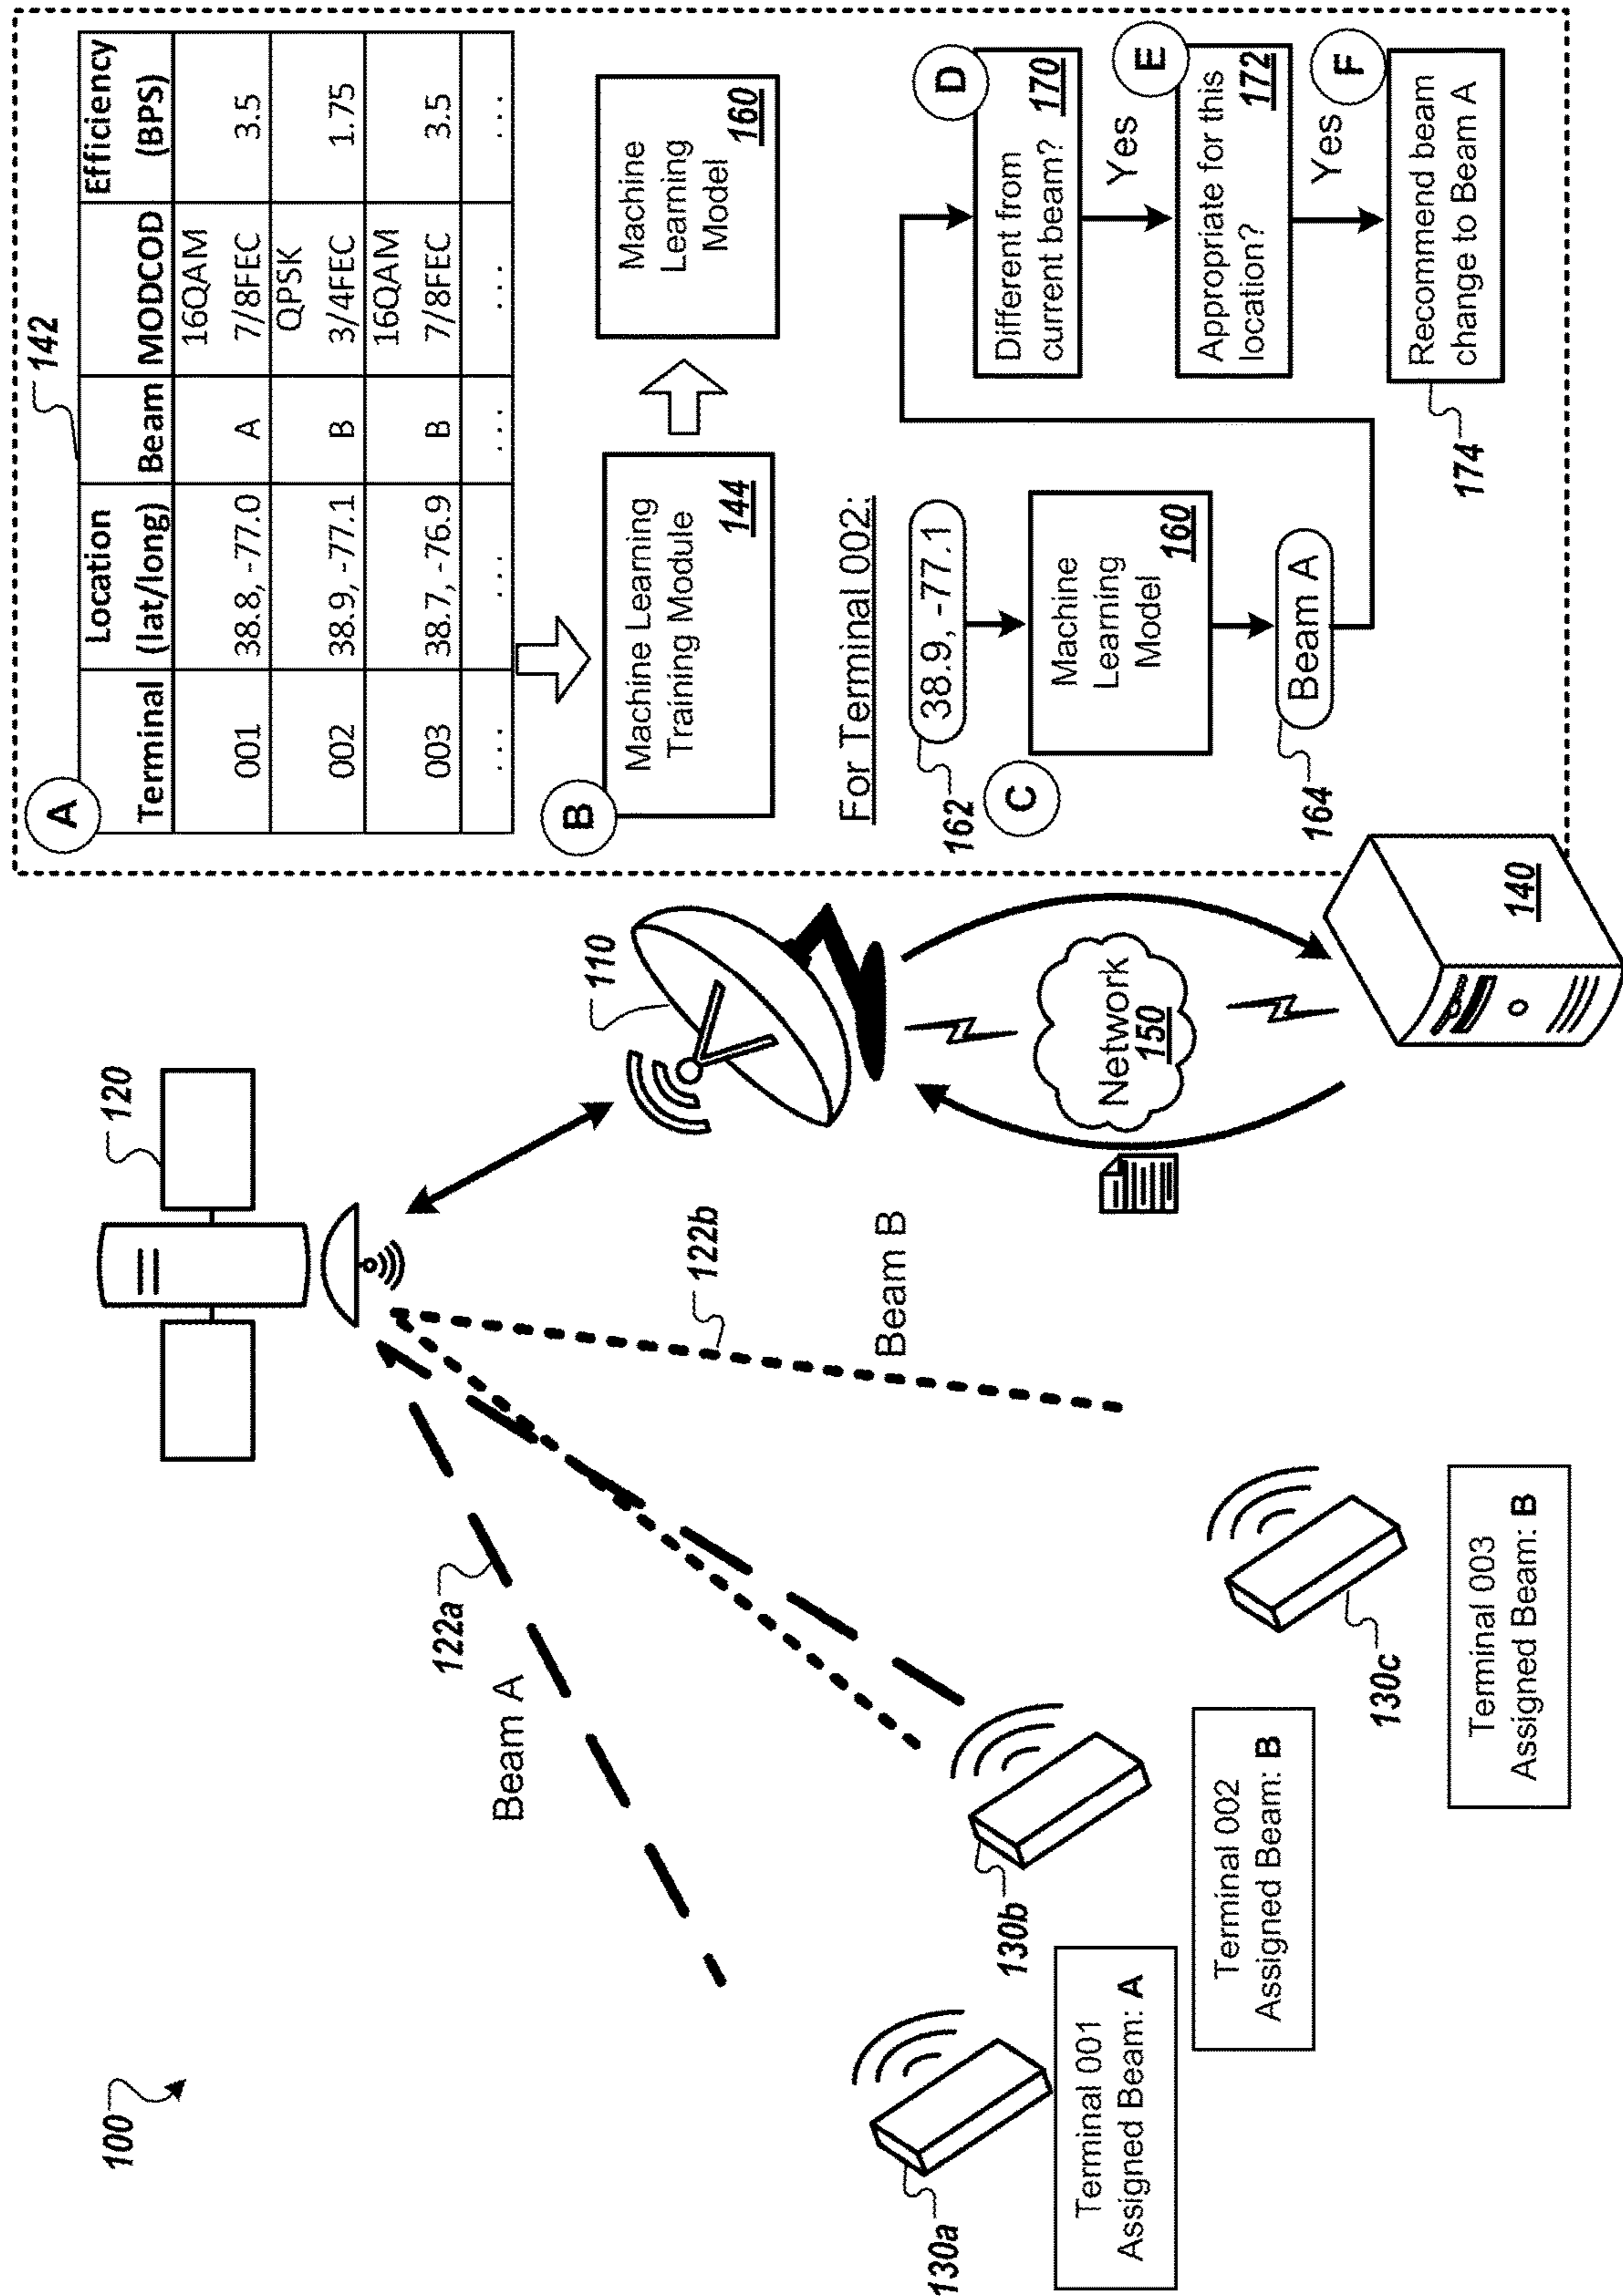 100
120
110
122a
Beam A
122b
Beam B
130a
Terminal 001
Assigned Beam: A
130b
Terminal 002
Assigned Beam: B
130c
Terminal 003
Assigned Beam: B
Network
150
140
A
142
Terminal Location (lat/long) Beam MODCOD Efficiency (BPS)
001 38.8, -77.0 A 16QAM 7/8FEC 3.5
002 38.9, -77.1 B QPSK 3/4FEC 1.75
003 38.7, -76.9 B 16QAM 7/8FEC 3.5
... ... ... ... ...
B
Machine Learning
Training Module
144
Machine
Learning
Model
160
For Terminal 002:
162
38.9, -77.1
C
Machine
Learning
Model
160
164
Beam A
D
Different from
current beam?
170
Yes
E
Appropriate for this
location?
172
Yes
F
Recommend beam
change to Beam A
174